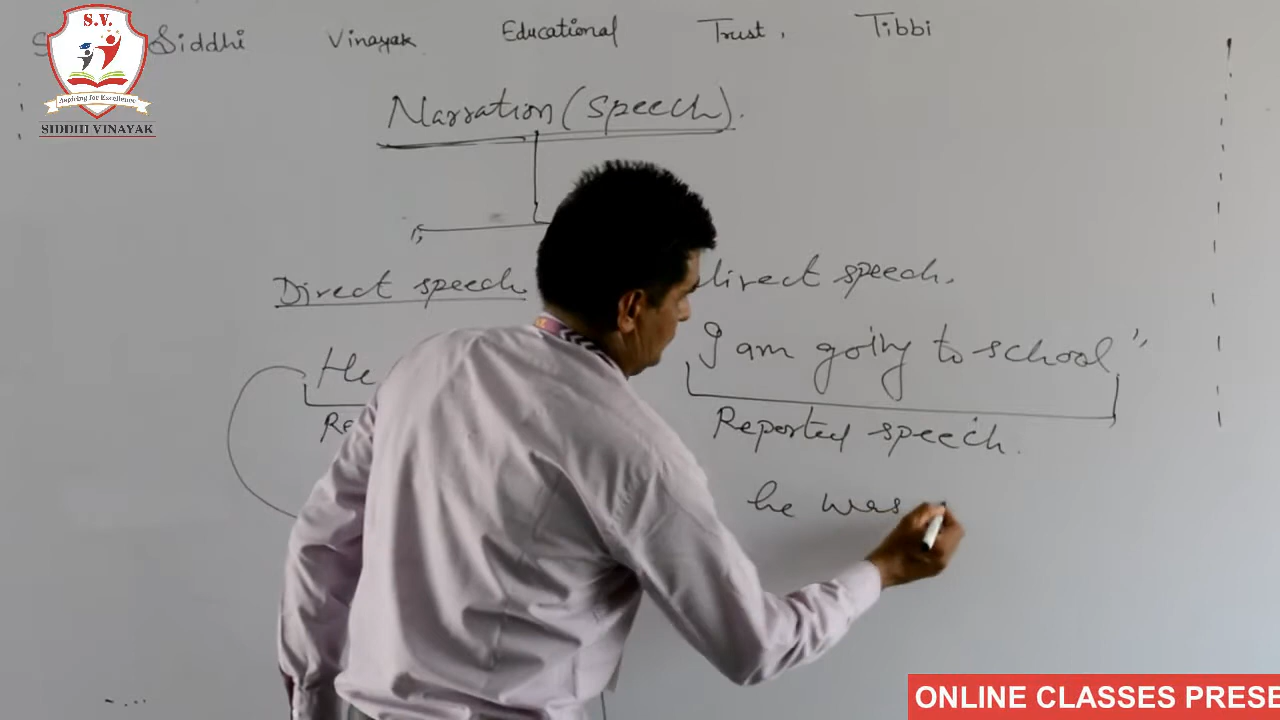 S.V.
Aspiring for Excellence
SIDDHI VINAYAK
Siddhi Vinayak Educational Trust, Tibbi
Narration (Speech).
Direct speech direct speech.
He I am going to school"
Re Reported speech.
he was
ONLINE CLASSES PRESE